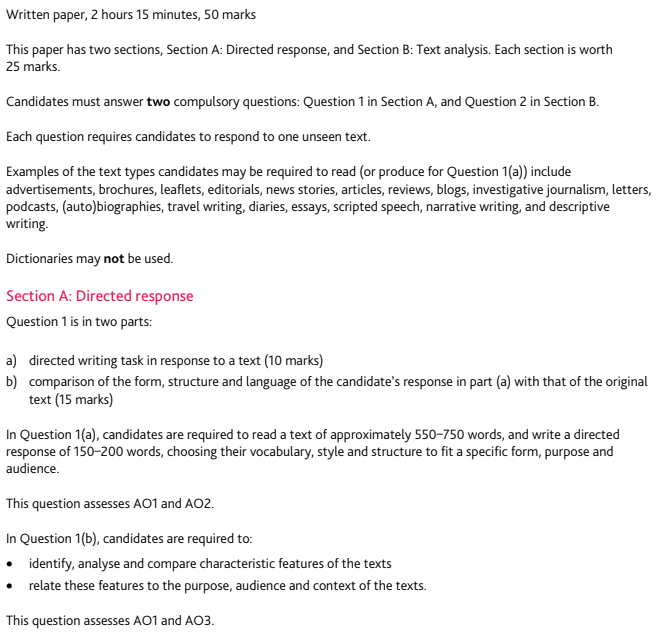 Written paper, 2 hours 15 minutes, 50 marks
This paper has two sections, Section A: Directed response, and Section B: Text analysis. Each section is worth
25 marks.
Candidates must answer two compulsory questions: Question 1 in Section A, and Question 2 in Section B.
Each question requires candidates to respond to one unseen text.
Examples of the text types candidates may be required to read (or produce for Question 1(a)) include
advertisements, brochures, leaflets, editorials, news stories, articles, reviews, blogs, investigative journalism, letters,
podcasts, (auto)biographies, travel writing, diaries, essays, scripted speech, narrative writing, and descriptive
writing.
Dictionaries may not be used.
Section A: Directed response
Question 1 is in two parts:
a) directed writing task in response to a text (10 marks)
b) comparison of the form, structure and language of the candidate's response in part (a) with that of the original
text (15 marks)
In Question 1(a), candidates are required to read a text of approximately 550–750 words, and write a directed
response of 150–200 words, choosing their vocabulary, style and structure to fit a specific form, purpose and
audience.
This question assesses AO1 and AO2.
In Question 1(b), candidates are required to:
• identify, analyse and compare characteristic features of the texts
• relate these features to the purpose, audience and context of the texts.
This question assesses AO1 and AO3.